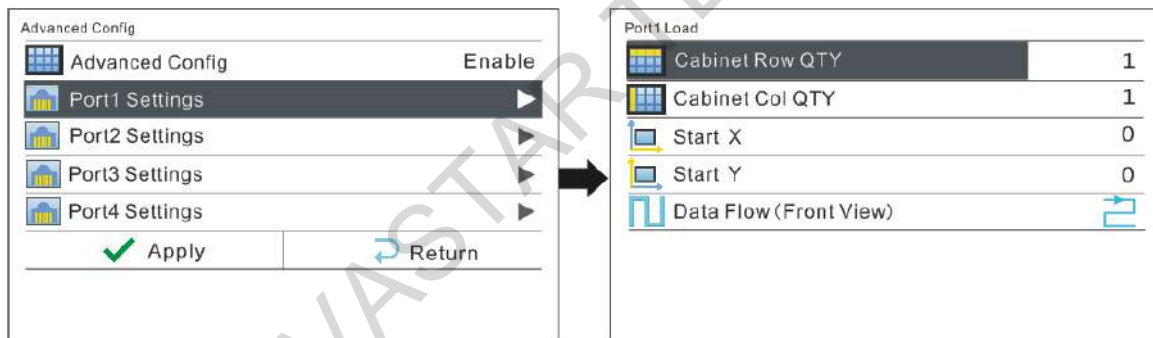 Advanced Config
Advanced Config Enable
Port1 Settings
Port2 Settings
Port3 Settings
Port4 Settings
Apply Return
Port1 Load
Cabinet Row QTY 1
Cabinet Col QTY 1
Start X 0
Start Y 0
Data Flow (Front View)